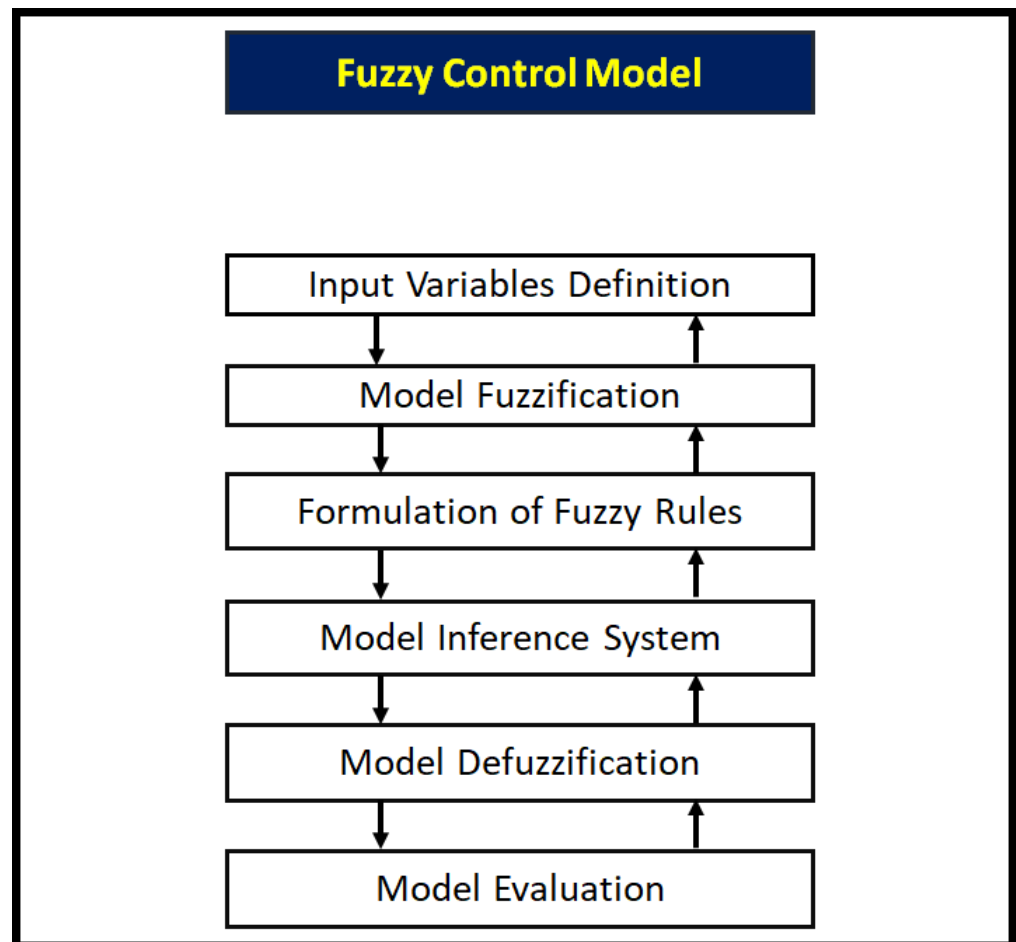 Fuzzy Control Model
Input Variables Definition
Model Fuzzification
Formulation of Fuzzy Rules
Model Inference System
Model Defuzzification
Model Evaluation